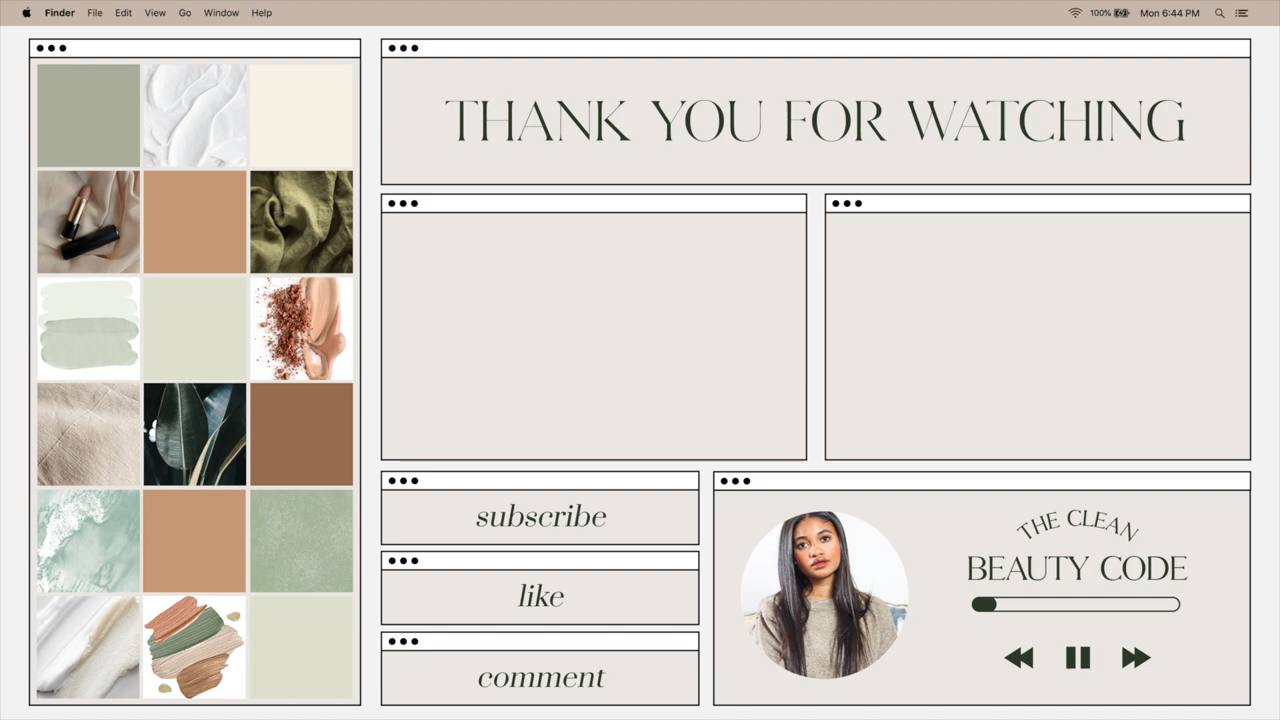 Finder File Edit View Go Window Help 100% Mon 6:44 PM
THANK YOU FOR WATCHING
subscribe
like
comment
THE CLEAN
BEAUTY CODE